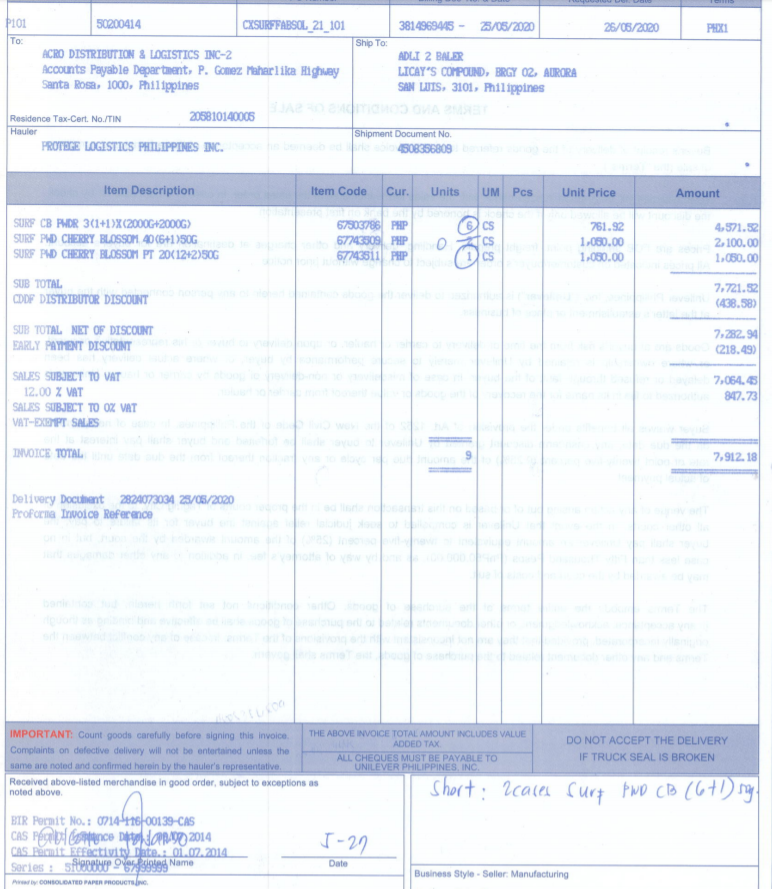 P101 50200414 CXSURFFABSOL_21_101 3814969445 - 25/05/2020 26/05/2020 PHX1
To: Ship To:
ACRO DISTRIBUTION & LOGISTICS INC-2 ADLI 2 BALER
Accounts Payable Department, P. Gomez Maharlika Highway LICAY'S COMPOUND, BRGY 02, AURORA
Santa Rosa, 1000, Philippines SAN LUIS, 3101, Philippines
Residence Tax-Cert. No./TIN 205810140005
Hauler Shipment Document No.
PROTEGE LOGISTICS PHILIPPINES INC. 4508356809
Item Description Item Code Cur. Units UM Pcs Unit Price Amount
SURF CB PWDR 3(1+1)X(2000G+2000G) 67503786 PHP 6 CS 761.92 4,571.52
SURF PWD CHERRY BLOSSOM 40(6+1)50G 67743509 PHP 0 2 CS 1,050.00 2,100.00
SURF PWD CHERRY BLOSSOM PT 20(12+2)50G 67743511 PHP 1 CS 1,050.00 1,050.00
SUB TOTAL 7,721.52
CDDF DISTRIBUTOR DISCOUNT (438.58)
SUB TOTAL NET OF DISCOUNT 7,282.94
EARLY PAYMENT DISCOUNT (218.49)
SALES SUBJECT TO VAT 7,064.45
12.00 % VAT 847.73
SALES SUBJECT TO 0% VAT
VAT-EXEMPT SALES
INVOICE TOTAL 9 7,912.18
Delivery Document 2824073034 25/05/2020
ProForma Invoice Reference
IMPORTANT: Count goods carefully before signing this invoice.
Complaints on defective delivery will not be entertained unless the
same are noted and confirmed herein by the hauler's representative.
THE ABOVE INVOICE TOTAL AMOUNT INCLUDES VALUE
ADDED TAX.
ALL CHEQUES MUST BE PAYABLE TO
UNILEVER PHILIPPINES, INC.
DO NOT ACCEPT THE DELIVERY
IF TRUCK SEAL IS BROKEN
Received above-listed merchandise in good order, subject to exceptions as
noted above.
Short: 2cases Surf PWD CB (6+1) 50g.
BIR Permit No.: 0714-116-00139-CAS
CAS Permit Issuance Date: 2014
CAS Permit Effectivity Date.: 01.07.2014
Signature Over Printed Name
Series : 51000000 - 67999999
5-27
Date
Printed by: CONSOLIDATED PAPER PRODUCTS, INC.
Business Style - Seller: Manufacturing